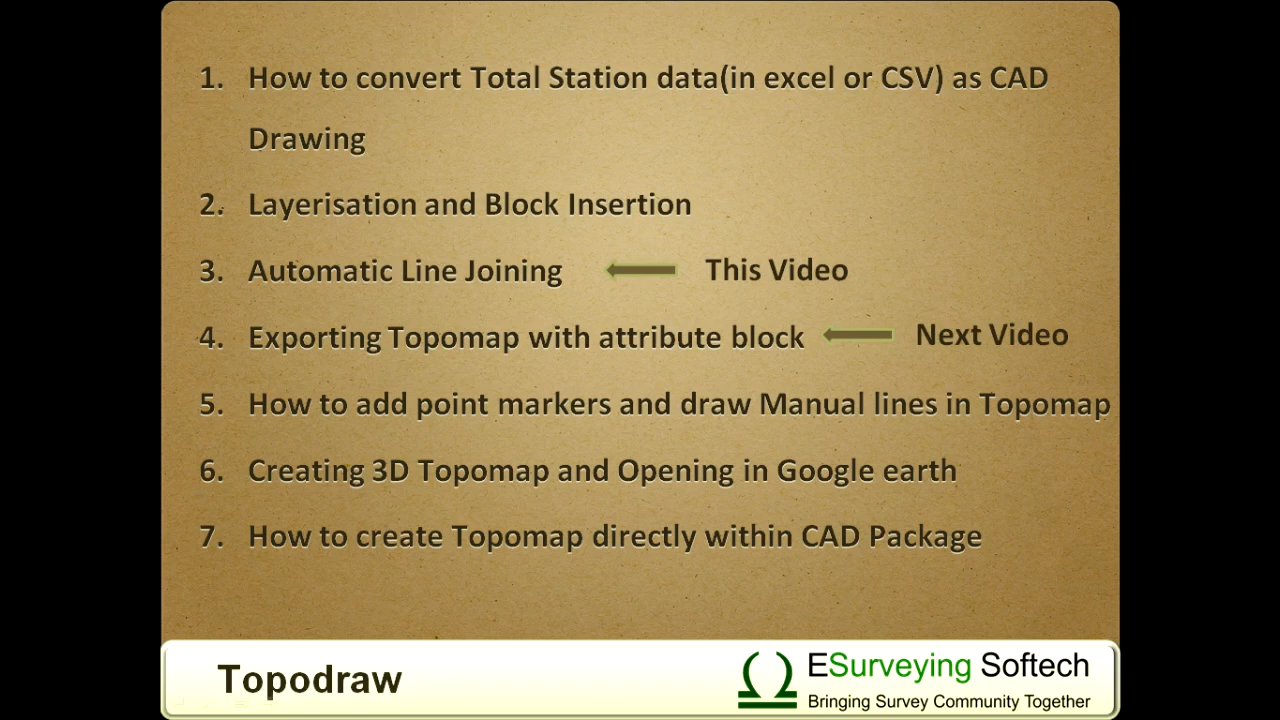 1. How to convert Total Station data(in excel or CSV) as CAD
Drawing
2. Layerisation and Block Insertion
3. Automatic Line Joining This Video
4. Exporting Topomap with attribute block Next Video
5. How to add point markers and draw Manual lines in Topomap
6. Creating 3D Topomap and Opening in Google earth
7. How to create Topomap directly within CAD Package
Topodraw
ESurveying Softech
Bringing Survey Community Together